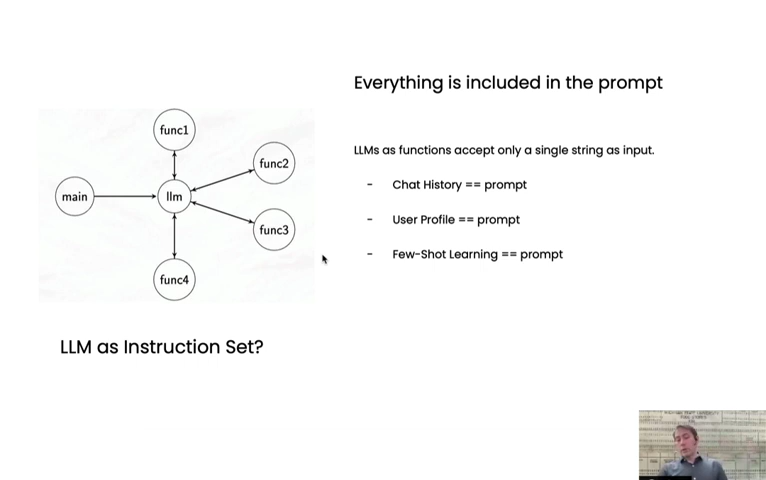 Everything is included in the prompt
func1
LLMs as functions accept only a single string as input.
func2
- Chat History == prompt
main
llm
- User Profile == prompt
func3
- Few-Shot Learning == prompt
func4
LLM as Instruction Set?